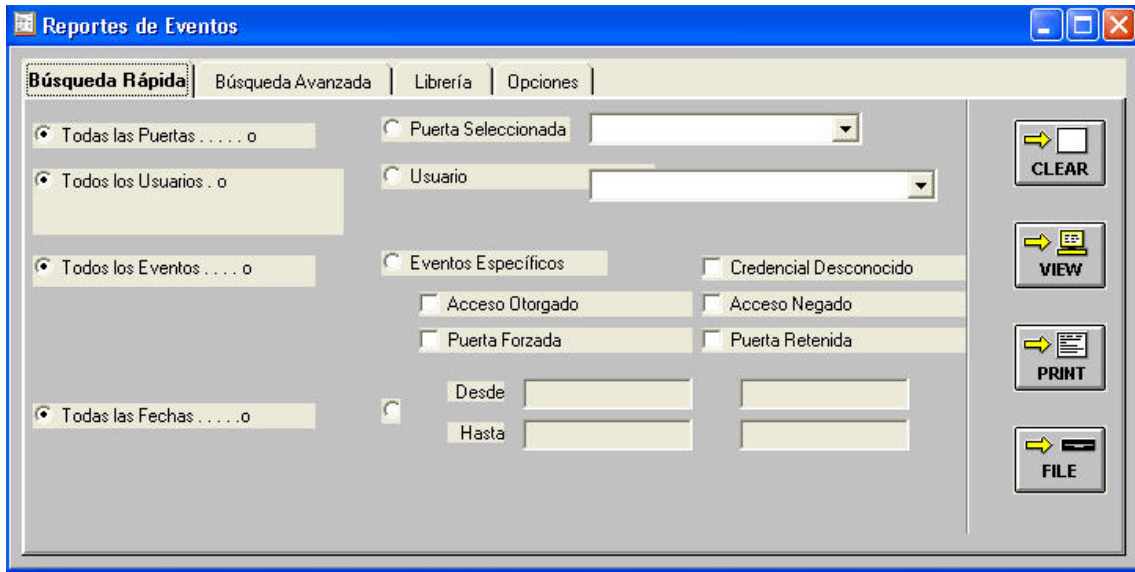 Reportes de Eventos
Búsqueda Rápida Búsqueda Avanzada Librería Opciones
Todas las Puertas . . . . . o Puerta Seleccionada
CLEAR
Todos los Usuarios . o Usuario
Todos los Eventos . . . . o Eventos Específicos Credencial Desconocido
VIEW
Acceso Otorgado Acceso Negado
Puerta Forzada Puerta Retenida
PRINT
Desde
Todas las Fechas . . . . .o
Hasta
FILE